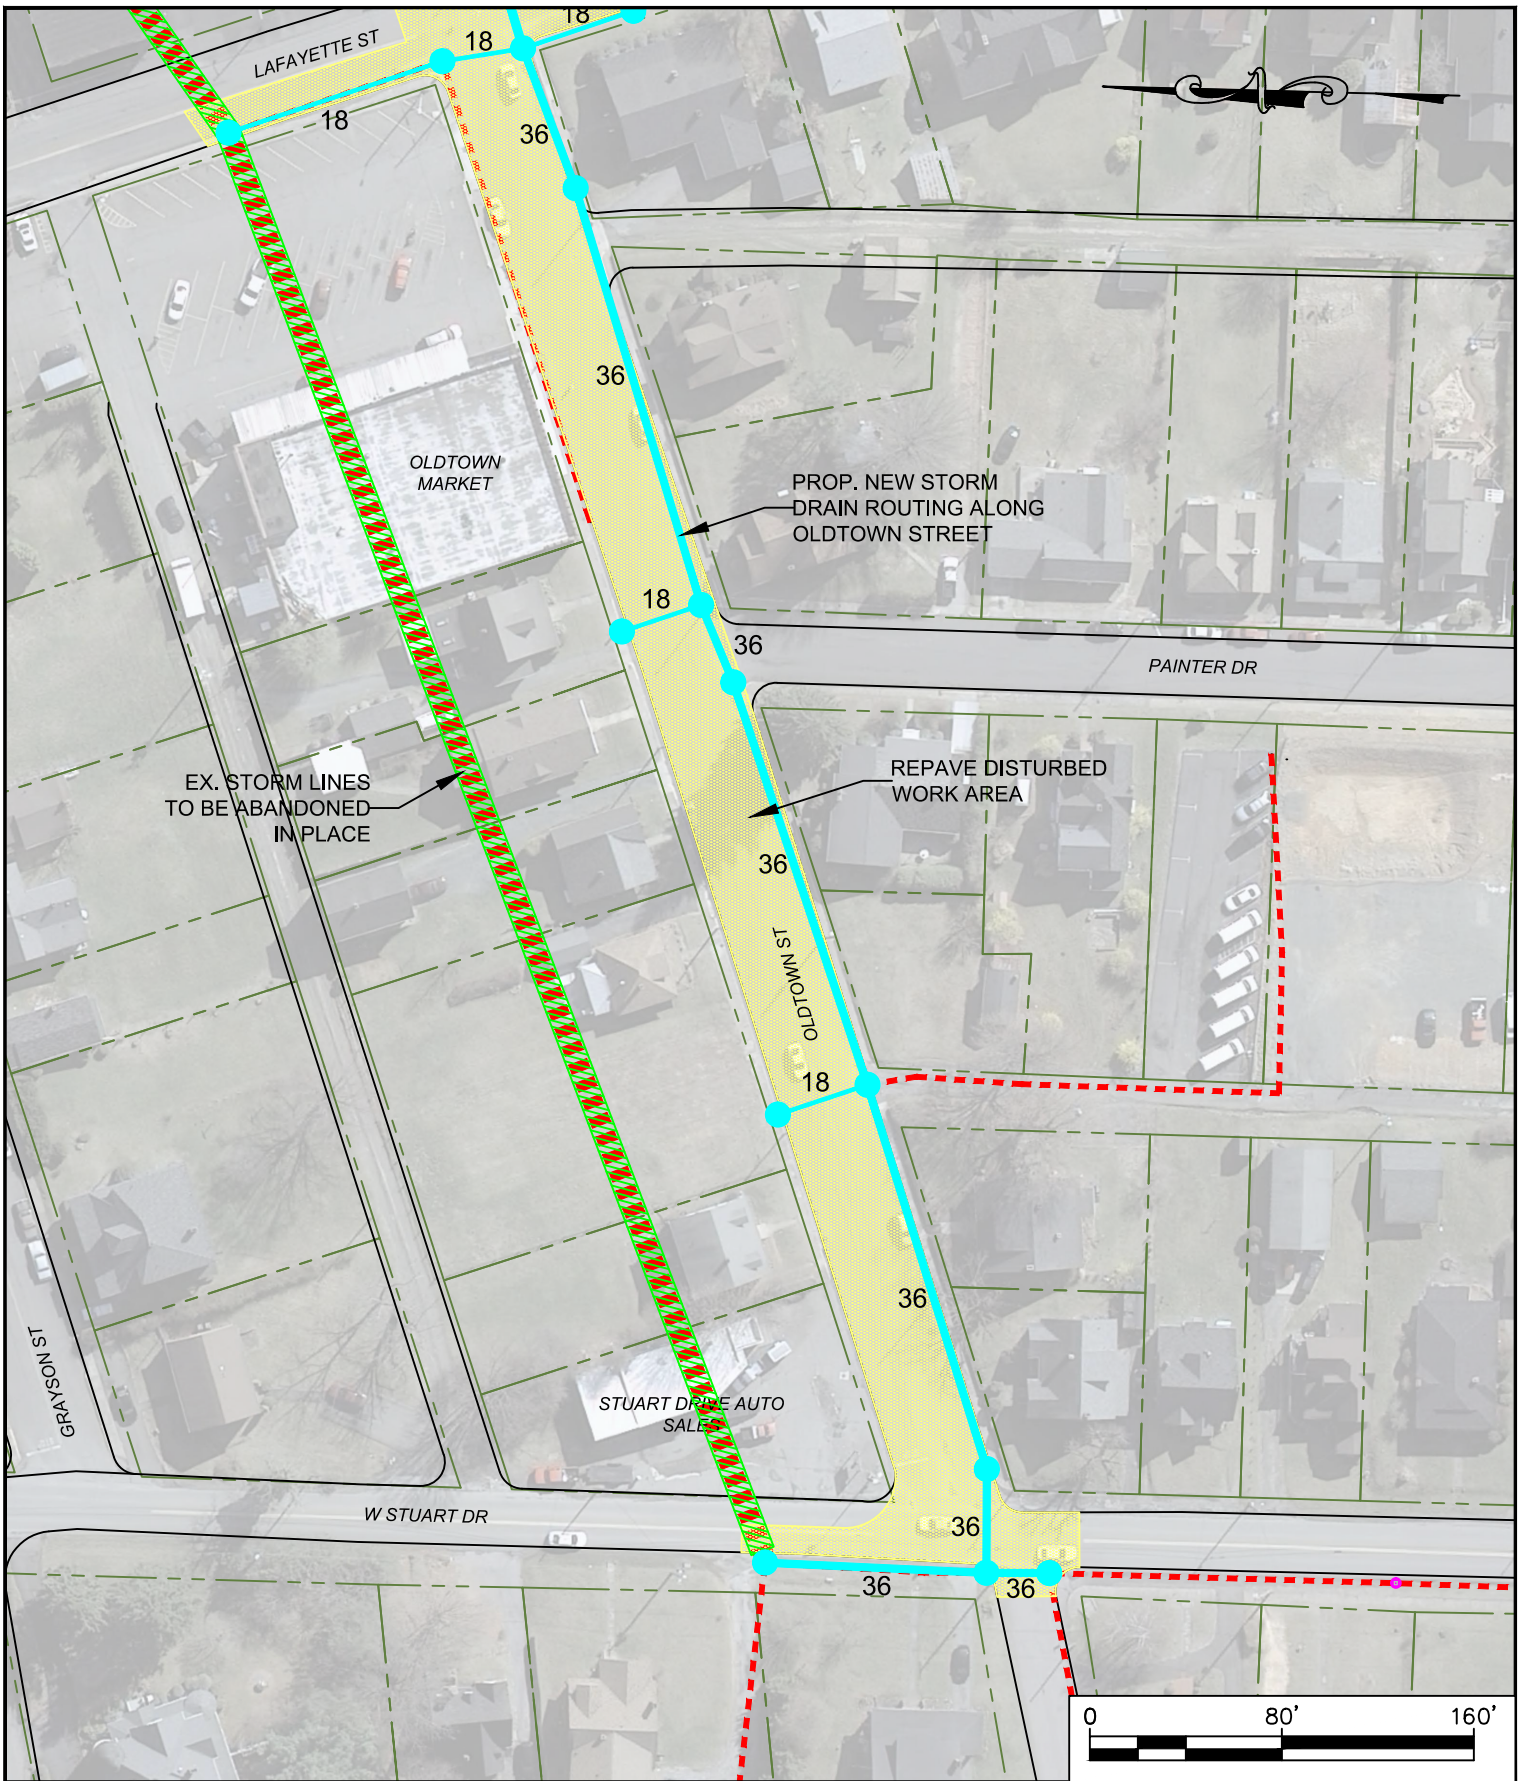 18
18
LAFAYETTE ST
18
36
36
OLDTOWN
MARKET
PROP. NEW STORM
DRAIN ROUTING ALONG
OLDTOWN STREET
18
36
PAINTER DR
EX. STORM LINES
TO BE ABANDONED
IN PLACE
REPAVE DISTURBED
WORK AREA
36
OLDTOWN ST
18
36
GRAYSON ST
STUART DRIVE AUTO
SALES
W STUART DR
36
36
36
0 80' 160'